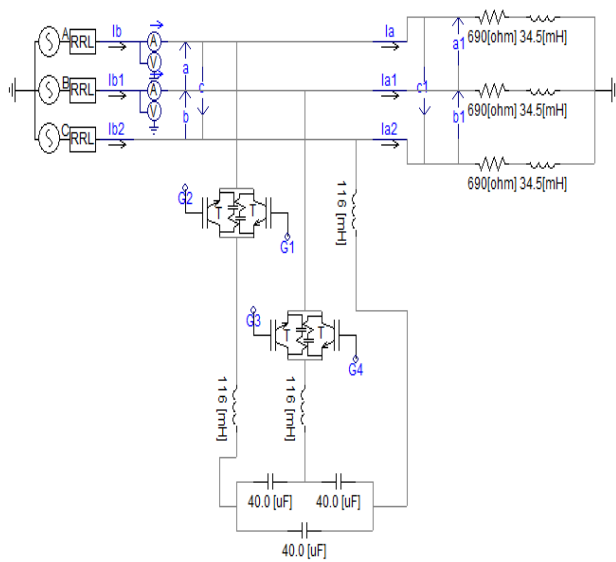 A RRL Ib A V a c Ia a1 690[ohm] 34.5[mH]
B RRL Ib1 A V b Ia1 c1 b1 690[ohm] 34.5[mH]
C RRL Ib2 Ia2 690[ohm] 34.5[mH]
G2 T T G1 116 [mH]
G3 T T G4
116 [mH] 116 [mH]
40.0 [uF] 40.0 [uF]
40.0 [uF]